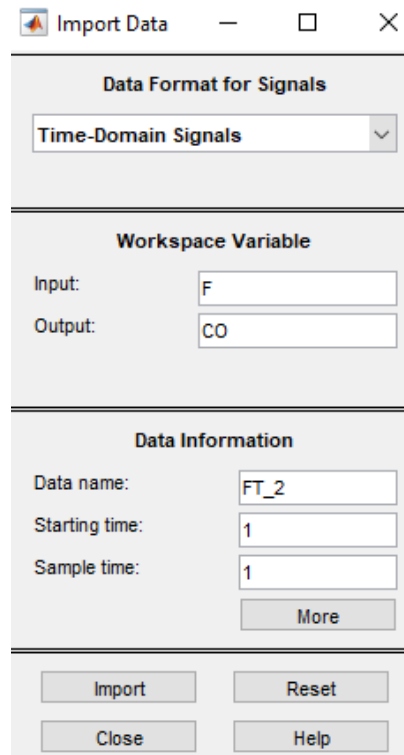 Import Data
Data Format for Signals
Time-Domain Signals
Workspace Variable
Input: F
Output: CO
Data Information
Data name: FT_2
Starting time: 1
Sample time: 1
More
Import Reset
Close Help